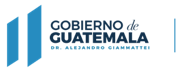 GOBIERNO de
GUATEMALA
DR. ALEJANDRO GIAMMATTEI